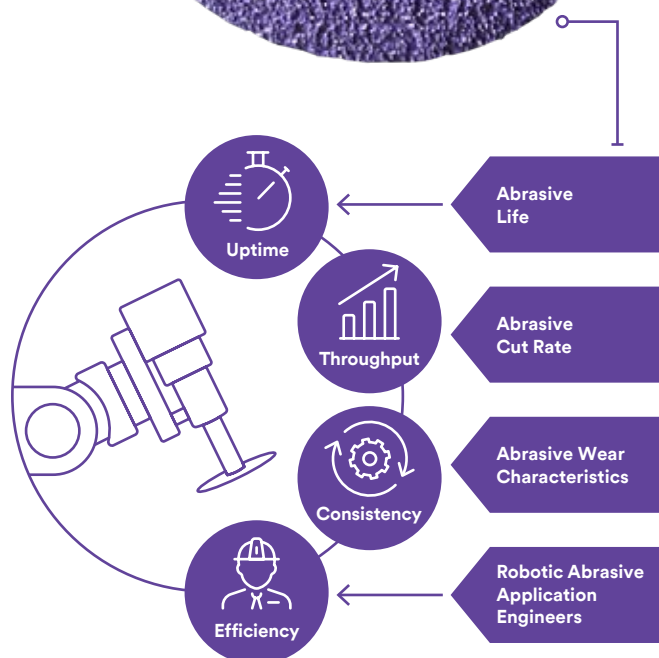 Uptime
Abrasive
Life
Throughput
Abrasive
Cut Rate
Consistency
Abrasive Wear
Characteristics
Efficiency
Robotic Abrasive
Application
Engineers